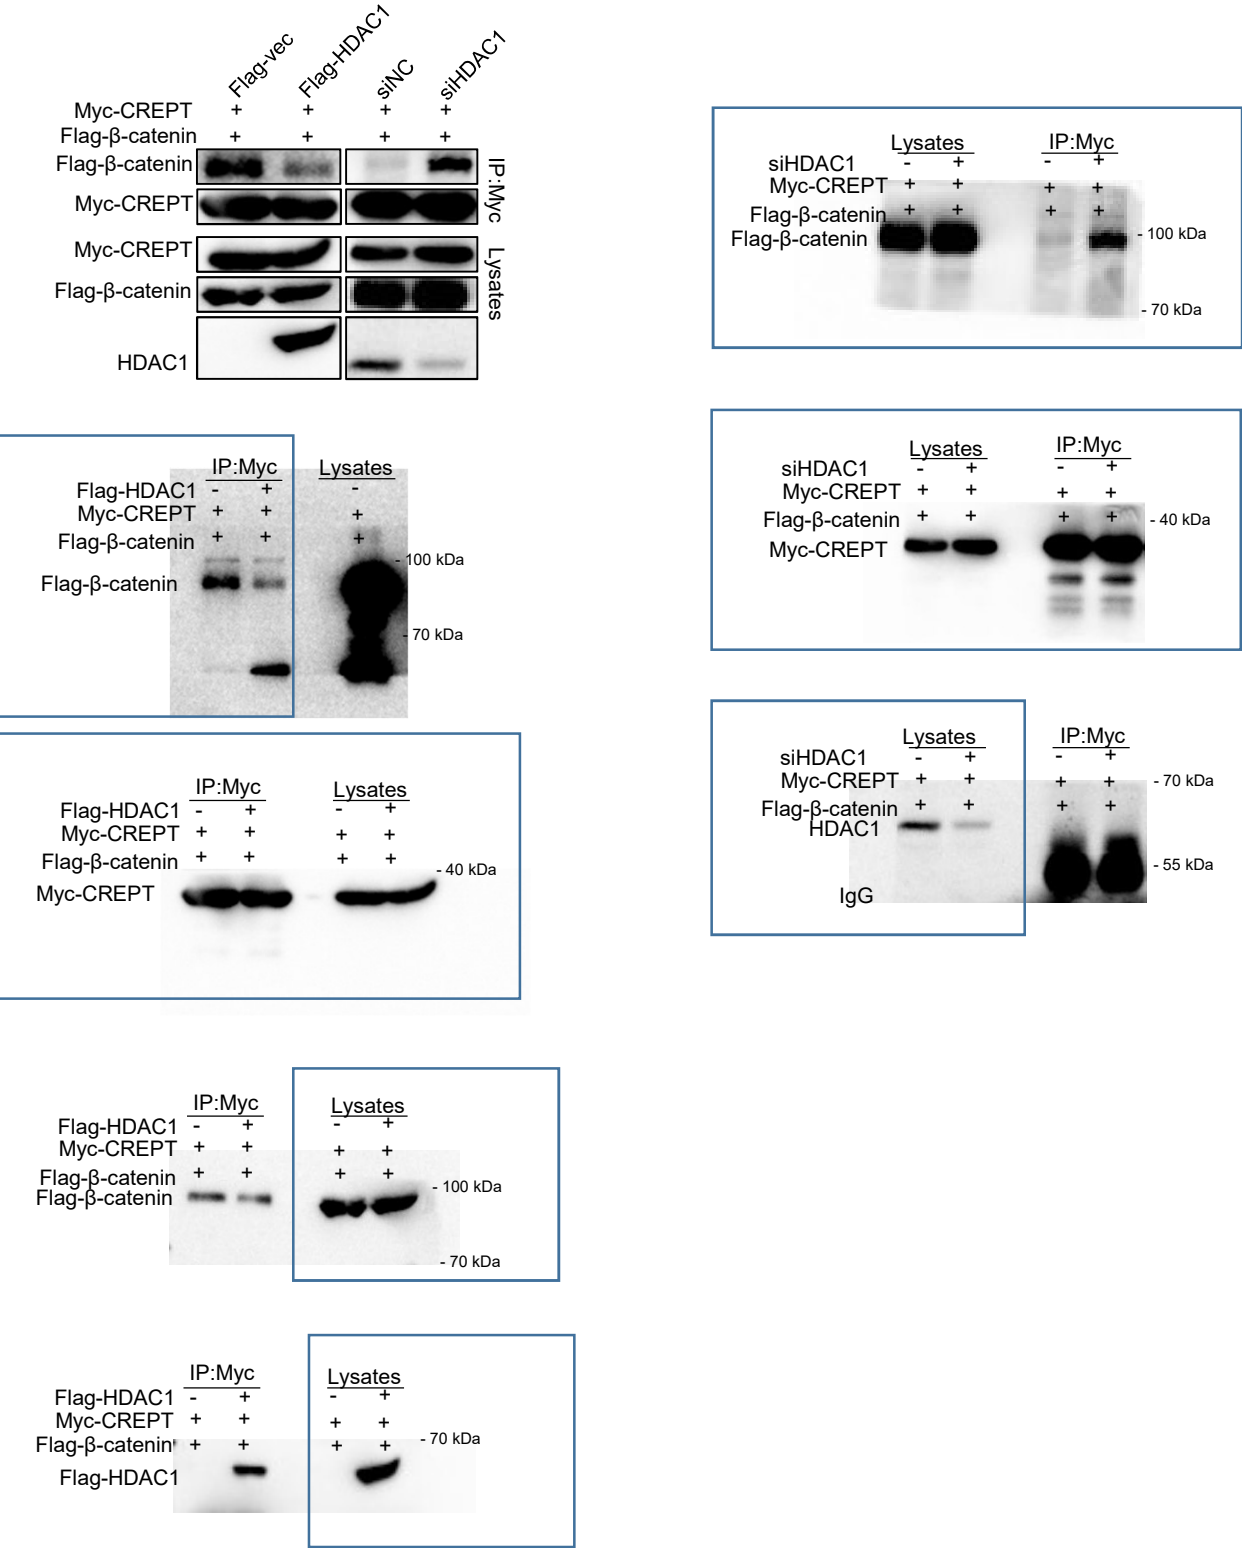 Flag-vec Flag-HDAC1 siNC siHDAC1
Myc-CREPT + + + +
Flag-β-catenin + + + +
Flag-β-catenin
Myc-CREPT
IP:Myc
Myc-CREPT
Flag-β-catenin
HDAC1
Lysates
IP:Myc Lysates
Flag-HDAC1 - + -
Myc-CREPT + + +
Flag-β-catenin + + +
- 100 kDa
Flag-β-catenin
- 70 kDa
IP:Myc Lysates
Flag-HDAC1 - + - +
Myc-CREPT + + + +
Flag-β-catenin + + + +
- 40 kDa
Myc-CREPT
IP:Myc Lysates
Flag-HDAC1 - + - +
Myc-CREPT + + + +
Flag-β-catenin + + + +
Flag-β-catenin - 100 kDa
- 70 kDa
IP:Myc Lysates
Flag-HDAC1 - + - +
Myc-CREPT + + + +
Flag-β-catenin + + + + - 70 kDa
Flag-HDAC1
Lysates IP:Myc
siHDAC1 - + - +
Myc-CREPT + + + +
Flag-β-catenin + + + +
Flag-β-catenin - 100 kDa
- 70 kDa
Lysates IP:Myc
siHDAC1 - + - +
Myc-CREPT + + + +
Flag-β-catenin + + + + - 40 kDa
Myc-CREPT
Lysates IP:Myc
siHDAC1 - + - +
Myc-CREPT + + + + - 70 kDa
Flag-β-catenin + + + +
HDAC1
- 55 kDa
IgG